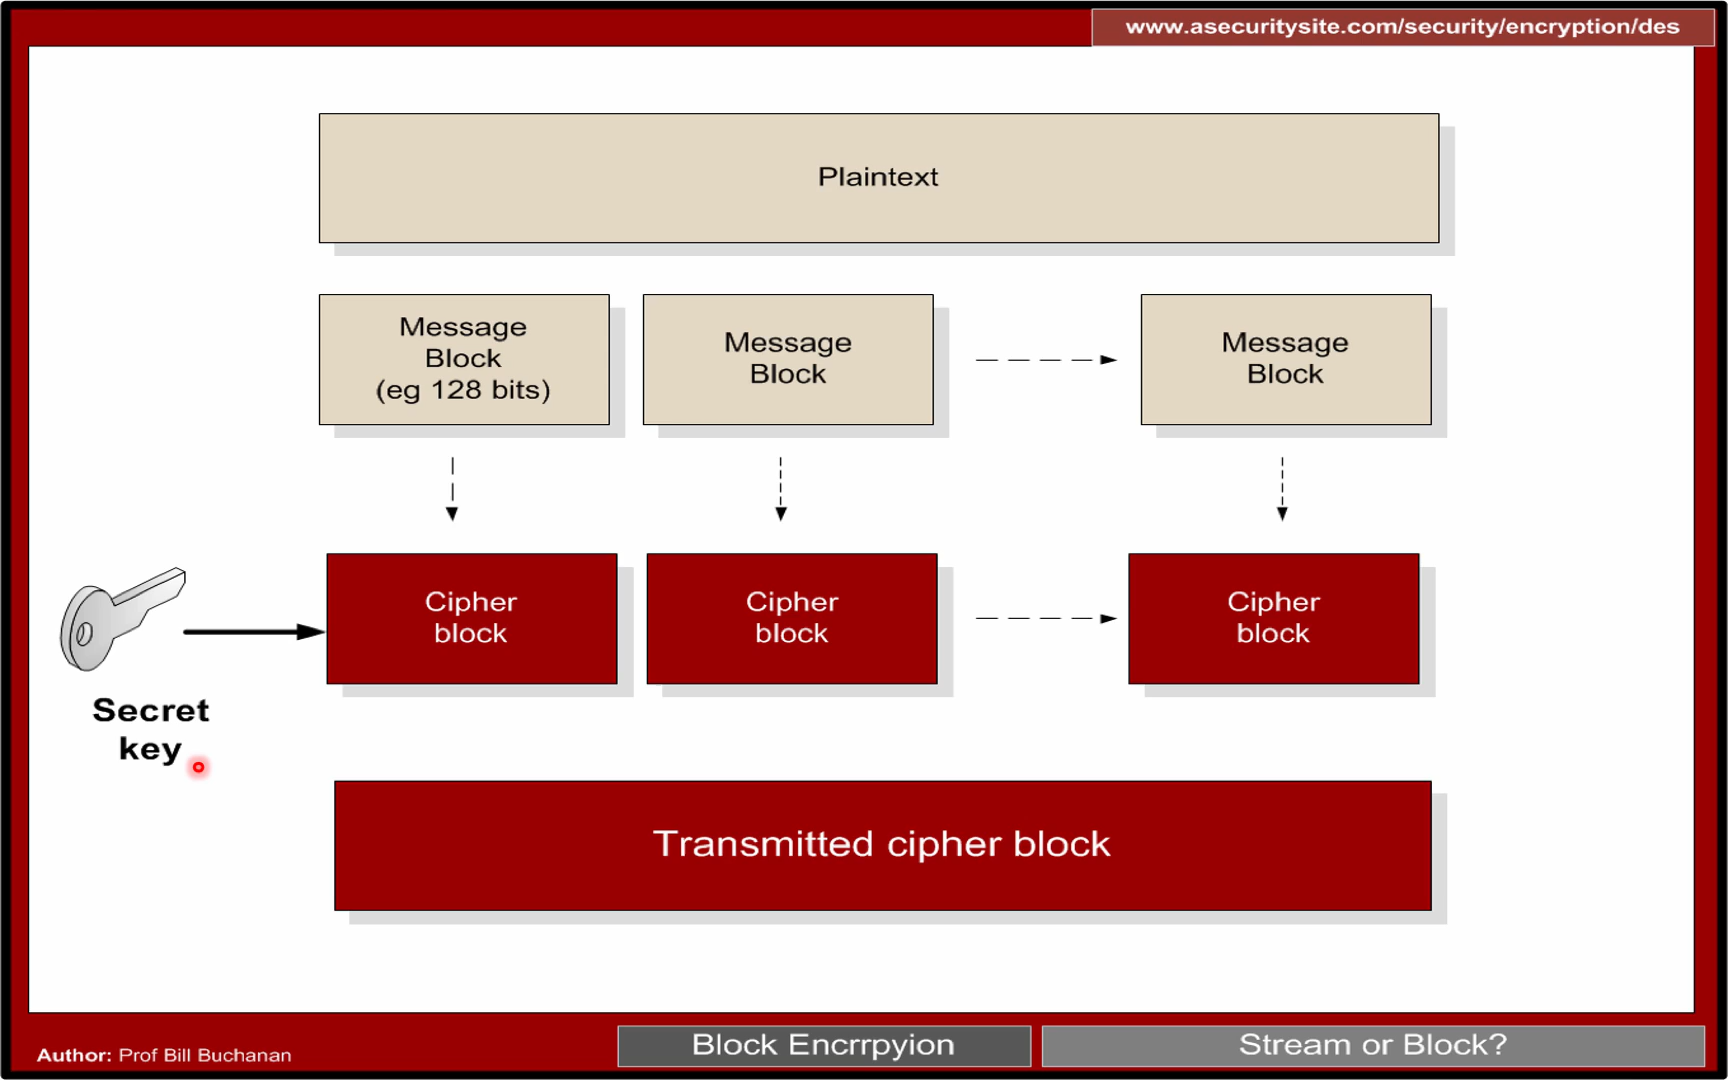 www.asecuritysite.com/security/encryption/des
Plaintext
Message
Block
(eg 128 bits)
Message
Block
Message
Block
Cipher
block
Cipher
block
Cipher
block
Secret
key
Transmitted cipher block
Author: Prof Bill Buchanan
Block Encrrpyion
Stream or Block?